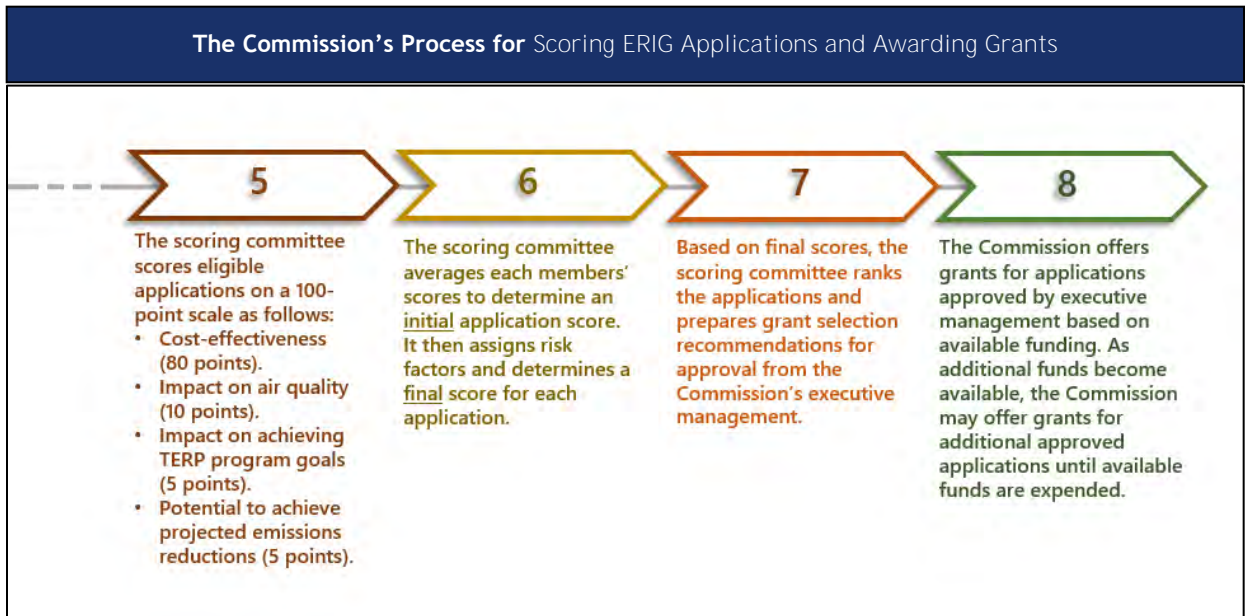 The Commission’s Process for Scoring ERIG Applications and Awarding Grants
5
The scoring committee
scores eligible
applications on a 100-
point scale as follows:
• Cost-effectiveness
(80 points).
• Impact on air quality
(10 points).
• Impact on achieving
TERP program goals
(5 points).
• Potential to achieve
projected emissions
reductions (5 points).
6
The scoring committee
averages each members’
scores to determine an
initial application score.
It then assigns risk
factors and determines a
final score for each
application.
7
Based on final scores, the
scoring committee ranks
the applications and
prepares grant selection
recommendations for
approval from the
Commission’s executive
management.
8
The Commission offers
grants for applications
approved by executive
management based on
available funding. As
additional funds become
available, the Commission
may offer grants for
additional approved
applications until available
funds are expended.